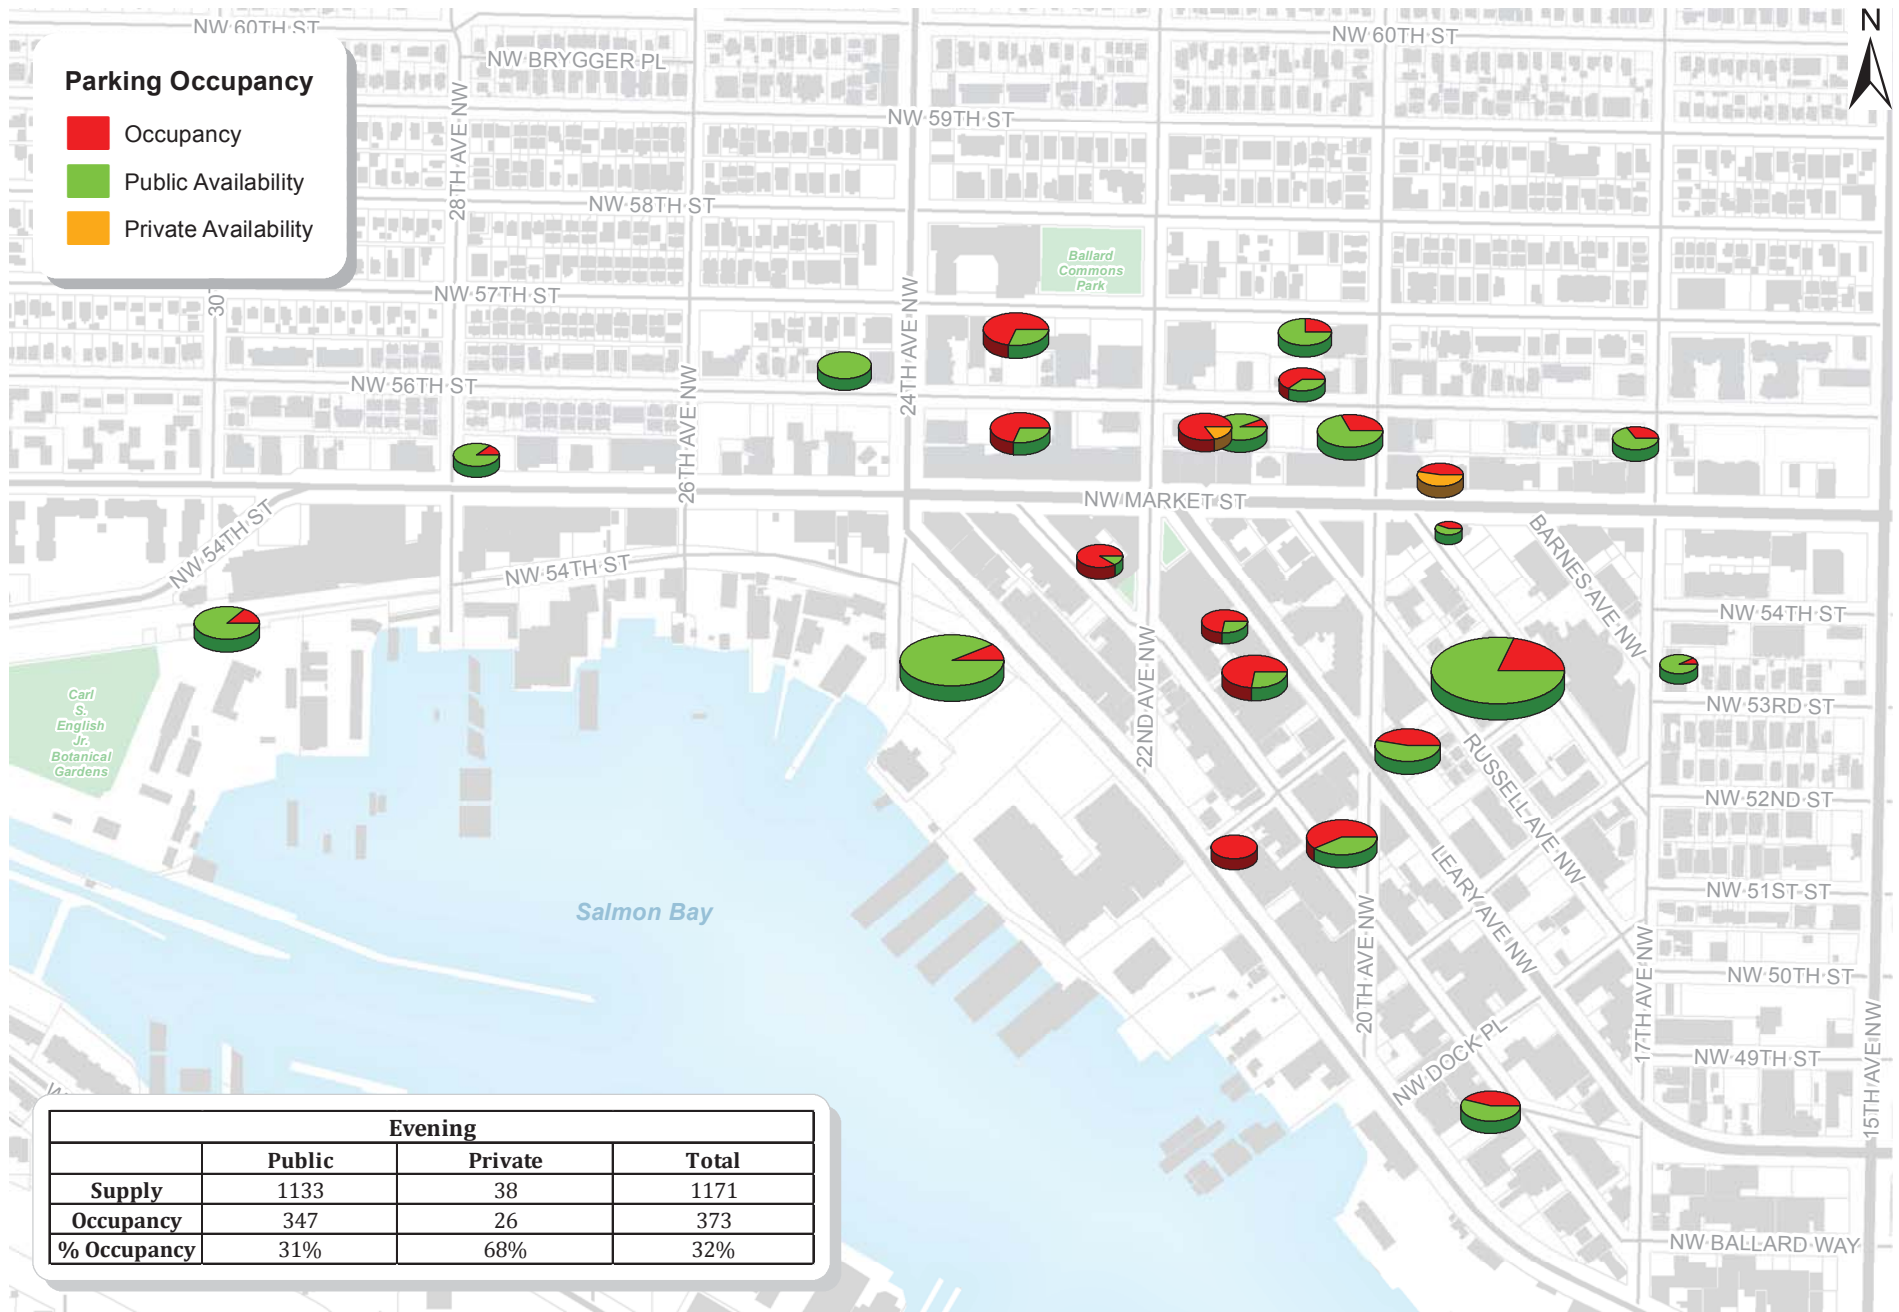 NW 60TH ST
NW 60TH ST
N
Parking Occupancy
Occupancy
Public Availability
Private Availability
NW BRYGGER PL
28TH AVE NW
NW 59TH ST
NW 58TH ST
Ballard
Commons
Park
30
NW 57TH ST
24TH AVE NW
NW 56TH ST
26TH AVE NW
NW MARKET ST
NW 54TH ST
NW 54TH ST
BARNES AVE NW
NW 54TH ST
22ND AVE NW
Carl
S.
English
Jr.
Botanical
Gardens
NW 53RD ST
RUSSELL AVE NW
NW 52ND ST
LEARY AVE NW
NW 51ST ST
Salmon Bay
20TH AVE NW
17TH AVE NW
NW 50TH ST
NW DOCK PL
NW 49TH ST
15TH AVE NW
Evening
Public Private Total
Supply 1133 38 1171
Occupancy 347 26 373
% Occupancy 31% 68% 32%
NW BALLARD WAY